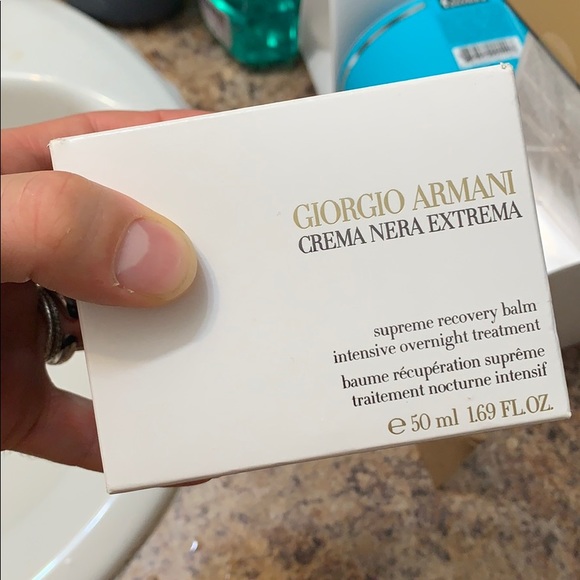 GIORGIO ARMANI
CREMA NERA EXTREMA
supreme recovery balm
intensive overnight treatment
baume récupération suprême
traitement nocturne intensif
℮ 50 ml 1.69 FL.OZ.